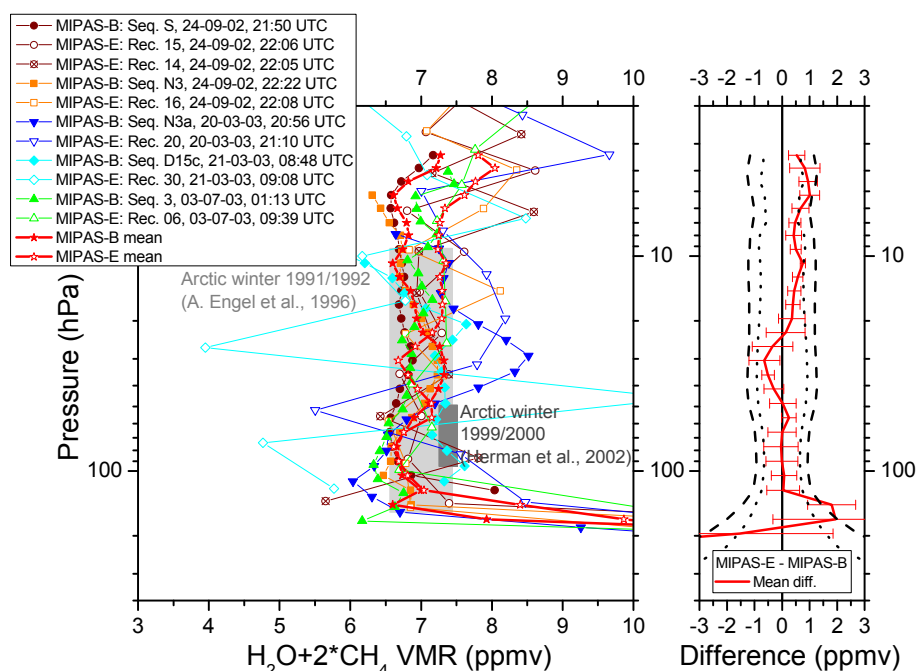 MIPAS-B: Seq. S, 24-09-02, 21:50 UTC
MIPAS-E: Rec. 15, 24-09-02, 22:06 UTC
MIPAS-E: Rec. 14, 24-09-02, 22:05 UTC
MIPAS-B: Seq. N3, 24-09-02, 22:22 UTC
MIPAS-E: Rec. 16, 24-09-02, 22:08 UTC
MIPAS-B: Seq. N3a, 20-03-03, 20:56 UTC
MIPAS-E: Rec. 20, 20-03-03, 21:10 UTC
MIPAS-B: Seq. D15c, 21-03-03, 08:48 UTC
MIPAS-E: Rec. 30, 21-03-03, 09:08 UTC
MIPAS-B: Seq. 3, 03-07-03, 01:13 UTC
MIPAS-E: Rec. 06, 03-07-03, 09:39 UTC
MIPAS-B mean
MIPAS-E mean
7 8 9 10
-3 -2 -1 0 1 2 3
Arctic winter 1991/1992
(A. Engel et al., 1996)
Arctic winter
1999/2000
(Herman et al., 2002)
Pressure (hPa)
10
100
10
100
MIPAS-E - MIPAS-B
Mean diff.
3 4 5 6 7 8 9 10
-3 -2 -1 0 1 2 3
H₂O+2*CH₄ VMR (ppmv)
Difference (ppmv)